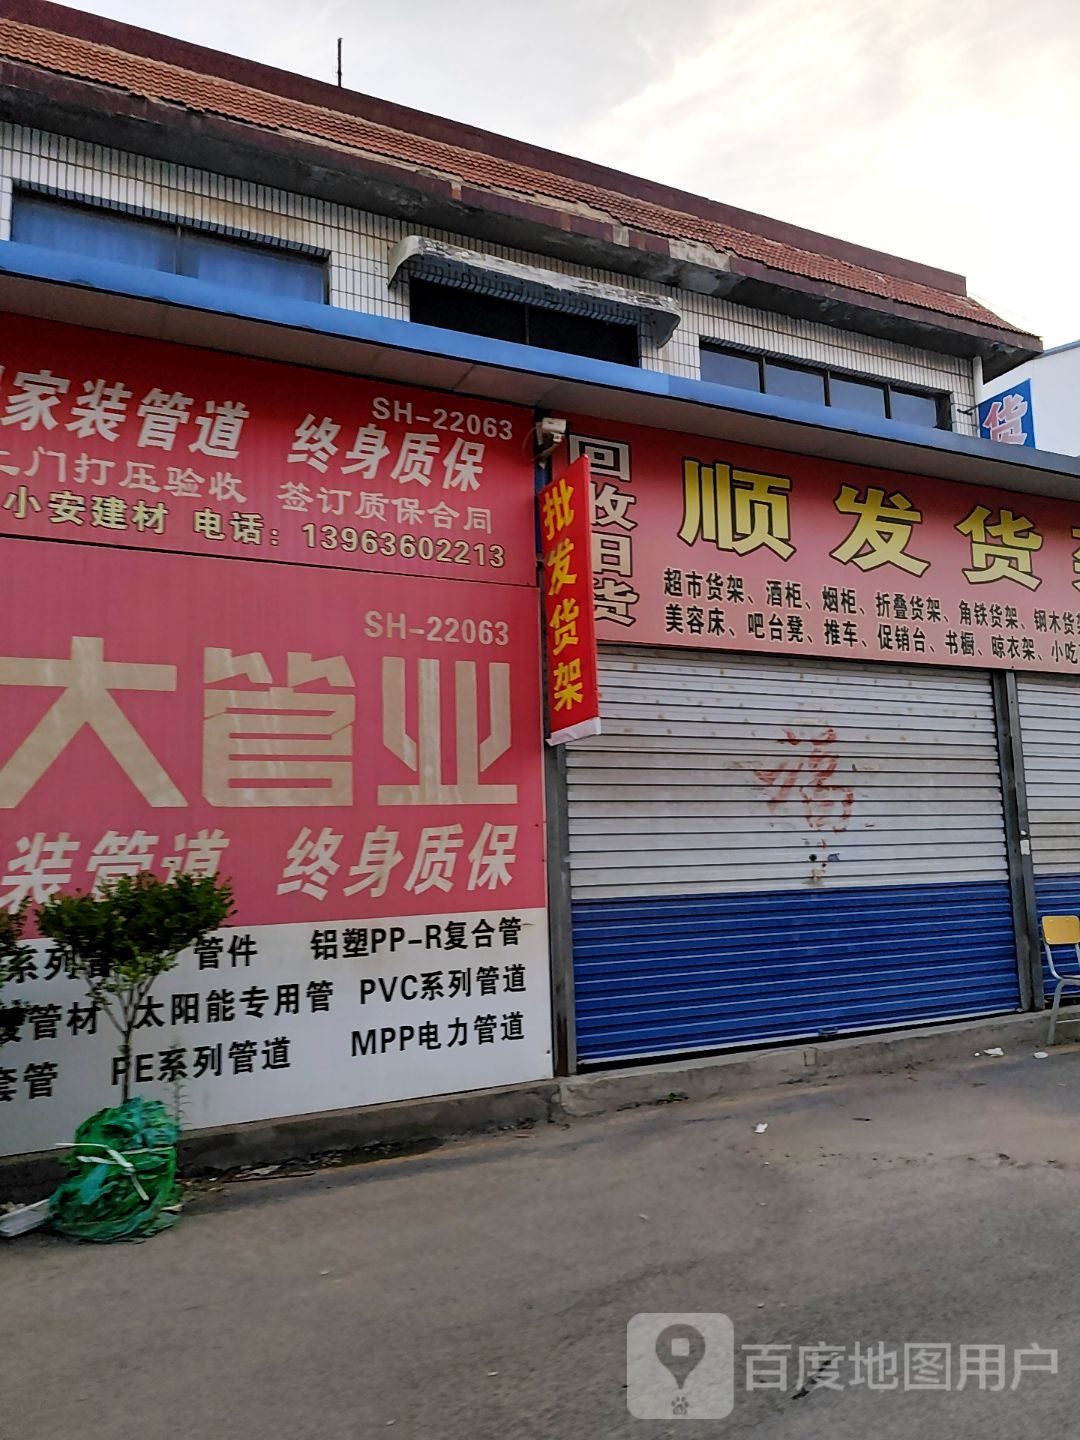 家装管道 终身质保
SH-22063
上门打压验收 签订质保合同
小安建材 电话：13963602213
SH-22063
大管业
装管道 终身质保
系列管 管件 铝塑PP-R复合管
管材 太阳能专用管 PVC系列管道
套管 PE系列管道 MPP电力管道
批发货架
回收旧货
顺发货
超市货架、酒柜、烟柜、折叠货架、角铁货架、钢木货
美容床、吧台凳、推车、促销台、书橱、晾衣架、小吃
货
福
百度地图用户